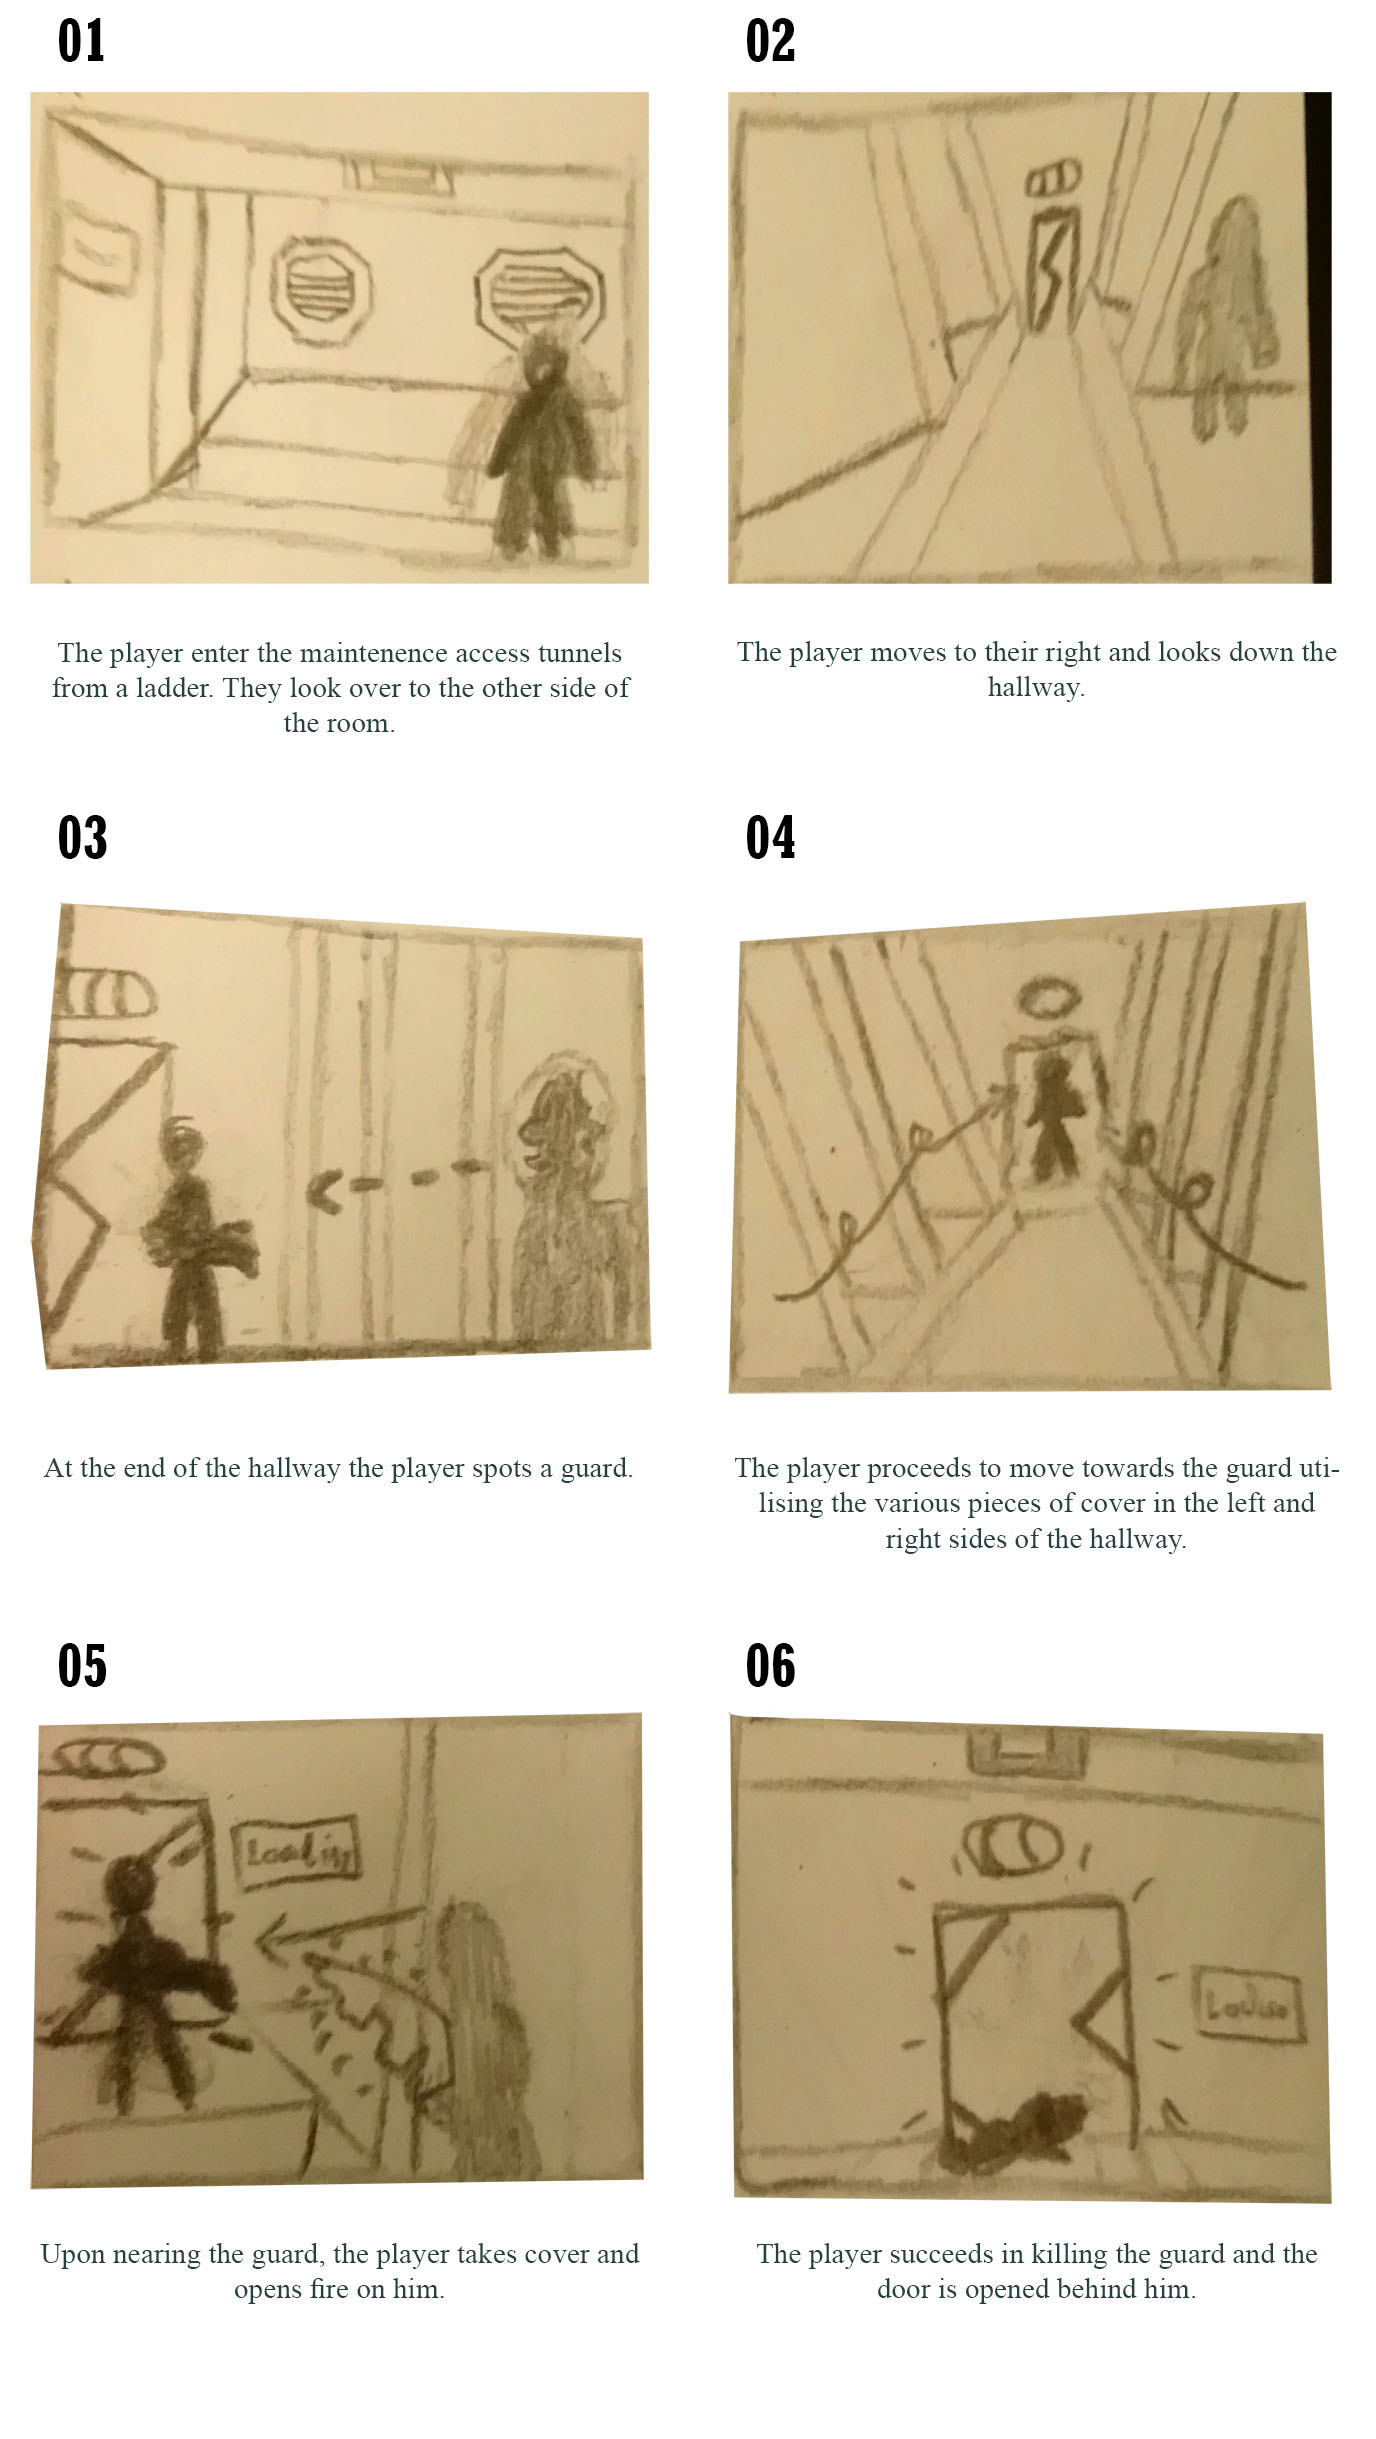 01
The player enter the maintenence access tunnels
from a ladder. They look over to the other side of
the room.
02
The player moves to their right and looks down the
hallway.
03
At the end of the hallway the player spots a guard.
04
The player proceeds to move towards the guard uti-
lising the various pieces of cover in the left and
right sides of the hallway.
05
Upon nearing the guard, the player takes cover and
opens fire on him.
06
The player succeeds in killing the guard and the
door is opened behind him.